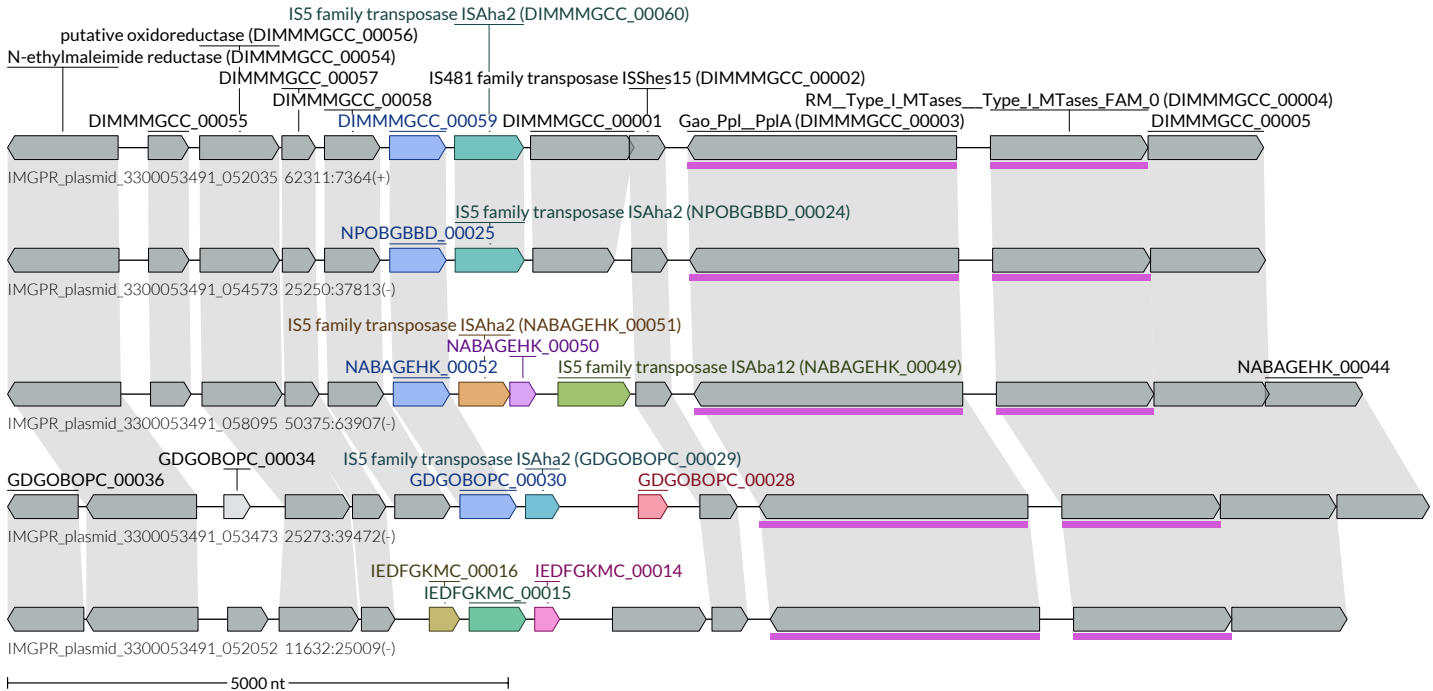 IS5 family transposase ISAha2 (DIMMMGCC_00060)
putative oxidoreductase (DIMMMGCC_00056)
N-ethylmaleimide reductase (DIMMMGCC_00054)
DIMMMGCC_00057
IS481 family transposase ISShes15 (DIMMMGCC_00002)
DIMMMGCC_00058
RM__Type_I_MTases___Type_I_MTases_FAM_0 (DIMMMGCC_00004)
DIMMMGCC_00055
DIMMMGCC_00059
DIMMMGCC_00001
Gao_Ppl__PplA (DIMMMGCC_00003)
DIMMMGCC_00005
IMGPR_plasmid_3300053491_052035 62311:7364(+)
IS5 family transposase ISAha2 (NPOBGBBD_00024)
NPOBGBBD_00025
IMGPR_plasmid_3300053491_054573 25250:37813(-)
IS5 family transposase ISAha2 (NABAGEHK_00051)
NABAGEHK_00050
NABAGEHK_00052
IS5 family transposase ISAba12 (NABAGEHK_00049)
NABAGEHK_00044
IMGPR_plasmid_3300053491_058095 50375:63907(-)
GDGOBOPC_00034
IS5 family transposase ISAha2 (GDGOBOPC_00029)
GDGOBOPC_00036
GDGOBOPC_00030
GDGOBOPC_00028
IMGPR_plasmid_3300053491_053473 25273:39472(-)
IEDFGKMC_00016
IEDFGKMC_00014
IEDFGKMC_00015
IMGPR_plasmid_3300053491_052052 11632:25009(-)
5000 nt